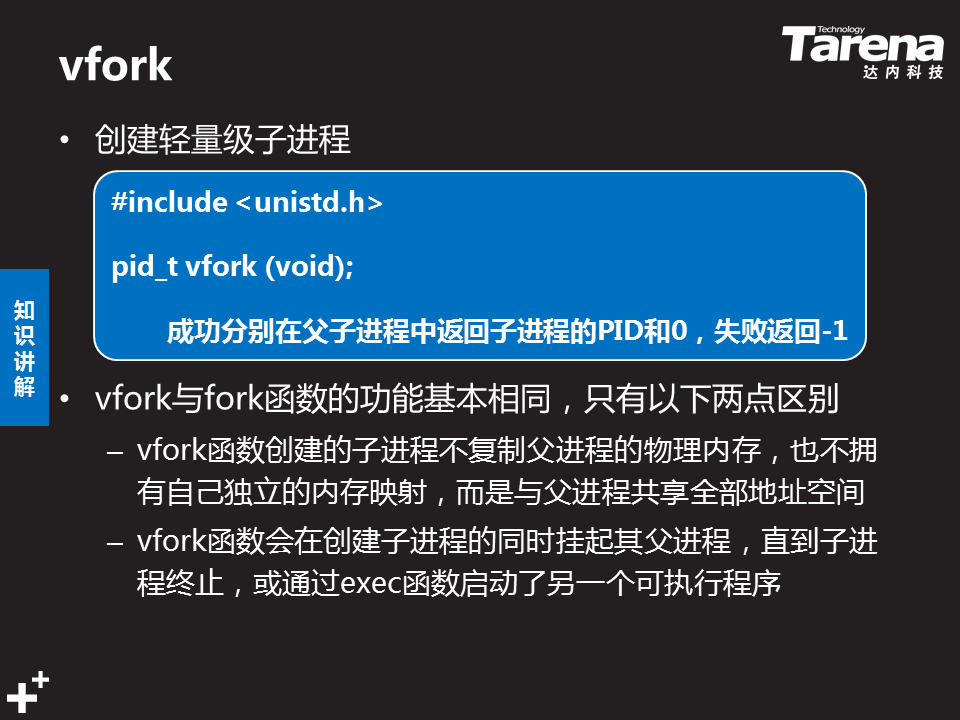 vfork
Technology
Tarena
达内科技
• 创建轻量级子进程
#include <unistd.h>
pid_t vfork (void);
成功分别在父子进程中返回子进程的PID和0，失败返回-1
知识讲解
• vfork与fork函数的功能基本相同，只有以下两点区别
– vfork函数创建的子进程不复制父进程的物理内存，也不拥
有自己独立的内存映射，而是与父进程共享全部地址空间
– vfork函数会在创建子进程的同时挂起其父进程，直到子进
程终止，或通过exec函数启动了另一个可执行程序